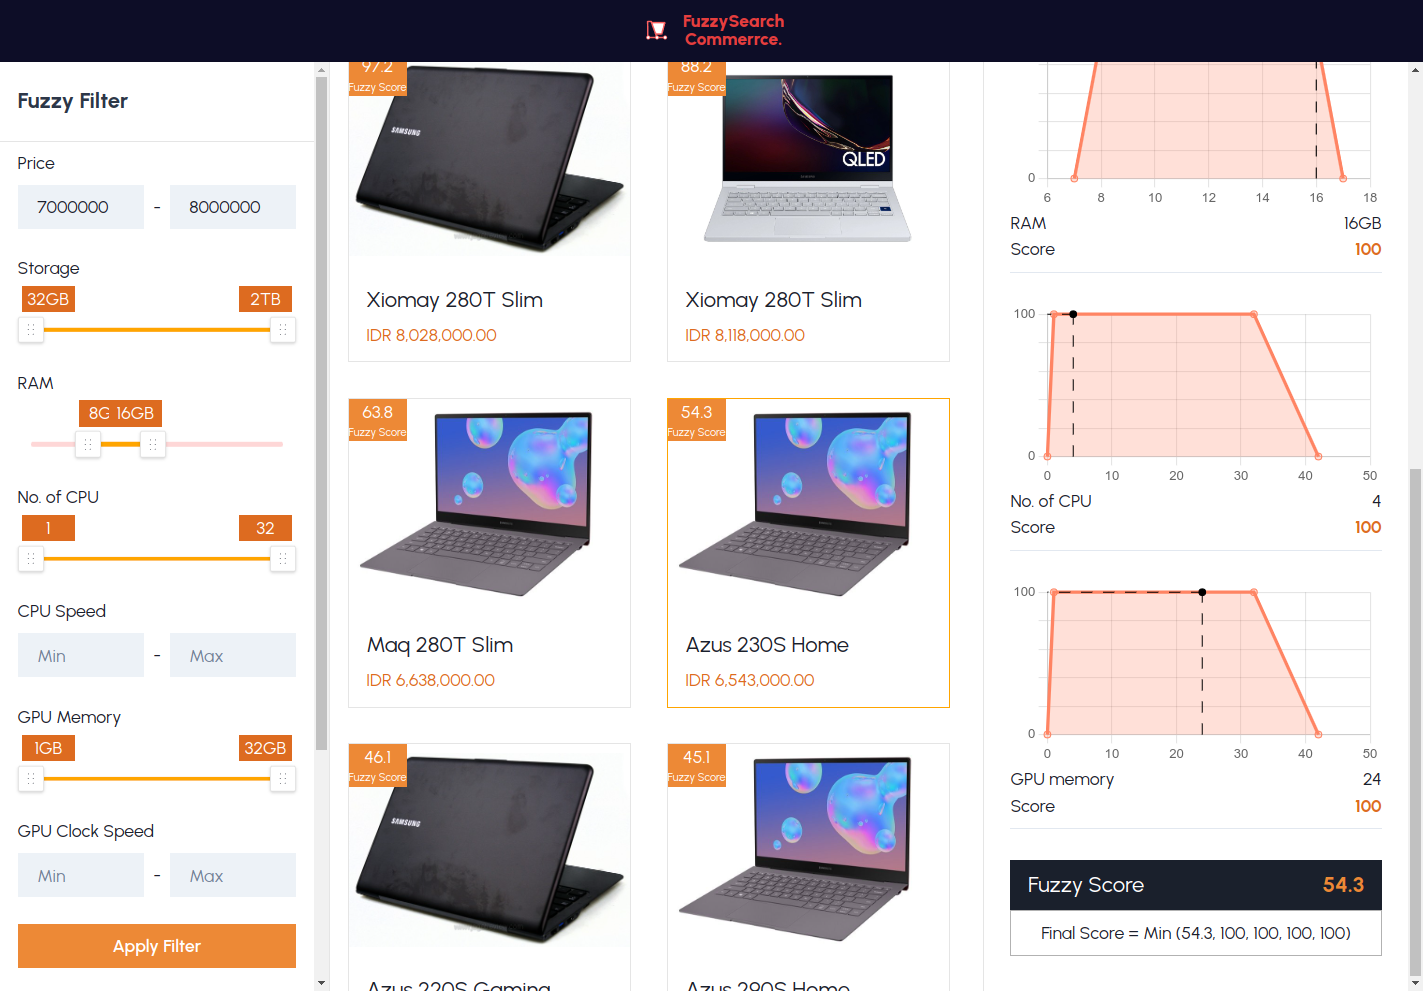 FuzzySearch
Commerrce.
Fuzzy Filter
Price
7000000 - 8000000
Storage
32GB 2TB
RAM
8G 16GB
No. of CPU
1 32
CPU Speed
Min - Max
GPU Memory
1GB 32GB
GPU Clock Speed
Min - Max
Apply Filter
97.2
Fuzzy Score
SAMSUNG
Xiomay 280T Slim
IDR 8,028,000.00
88.2
Fuzzy Score
QLED
Xiomay 280T Slim
IDR 8,118,000.00
63.8
Fuzzy Score
Maq 280T Slim
IDR 6,638,000.00
54.3
Fuzzy Score
Azus 230S Home
IDR 6,543,000.00
46.1
Fuzzy Score
SAMSUNG
Azus 220S Gaming
45.1
Fuzzy Score
Azus 290S Home
0
6 8 10 12 14 16 18
RAM 16GB
Score 100
100
0
0 10 20 30 40 50
No. of CPU 4
Score 100
100
0
0 10 20 30 40 50
GPU memory 24
Score 100
Fuzzy Score 54.3
Final Score = Min (54.3, 100, 100, 100, 100)